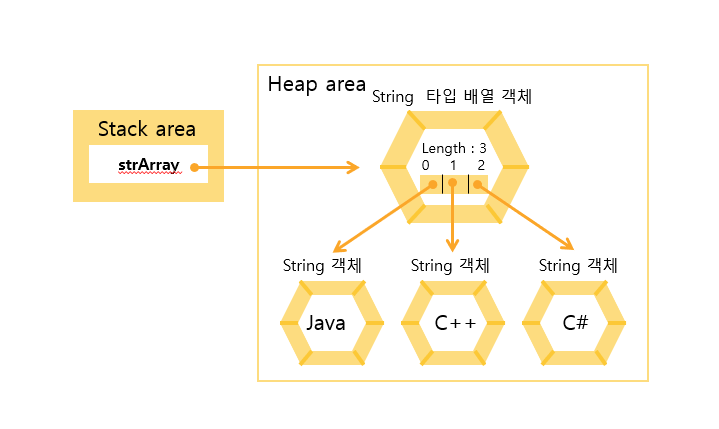 Heap area
String 타입 배열 객체
Stack area
strArray
Length : 3
0 1 2
String 객체 String 객체 String 객체
Java C++ C#